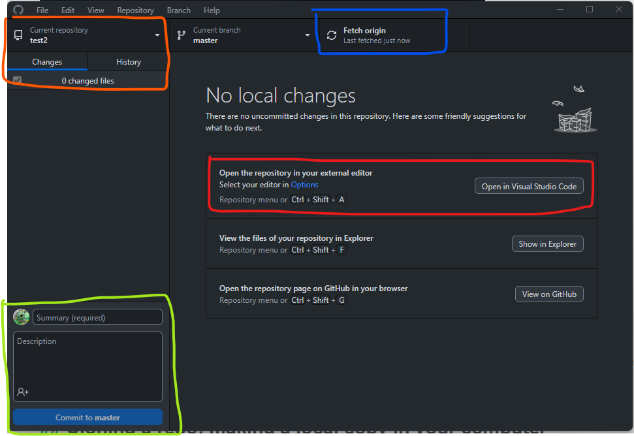 File Edit View Repository Branch Help
Current repository
test2
Current branch
master
Fetch origin
Last fetched just now
Changes History
0 changed files
No local changes
There are no uncommitted changes in this repository. Here are some friendly suggestions for
what to do next.
Open the repository in your external editor
Select your editor in Options
Repository menu or Ctrl + Shift + A
Open in Visual Studio Code
View the files of your repository in Explorer
Repository menu or Ctrl + Shift + F
Show in Explorer
Open the repository page on GitHub in your browser
Repository menu or Ctrl + Shift + G
View on GitHub
Summary (required)
Description
Commit to master